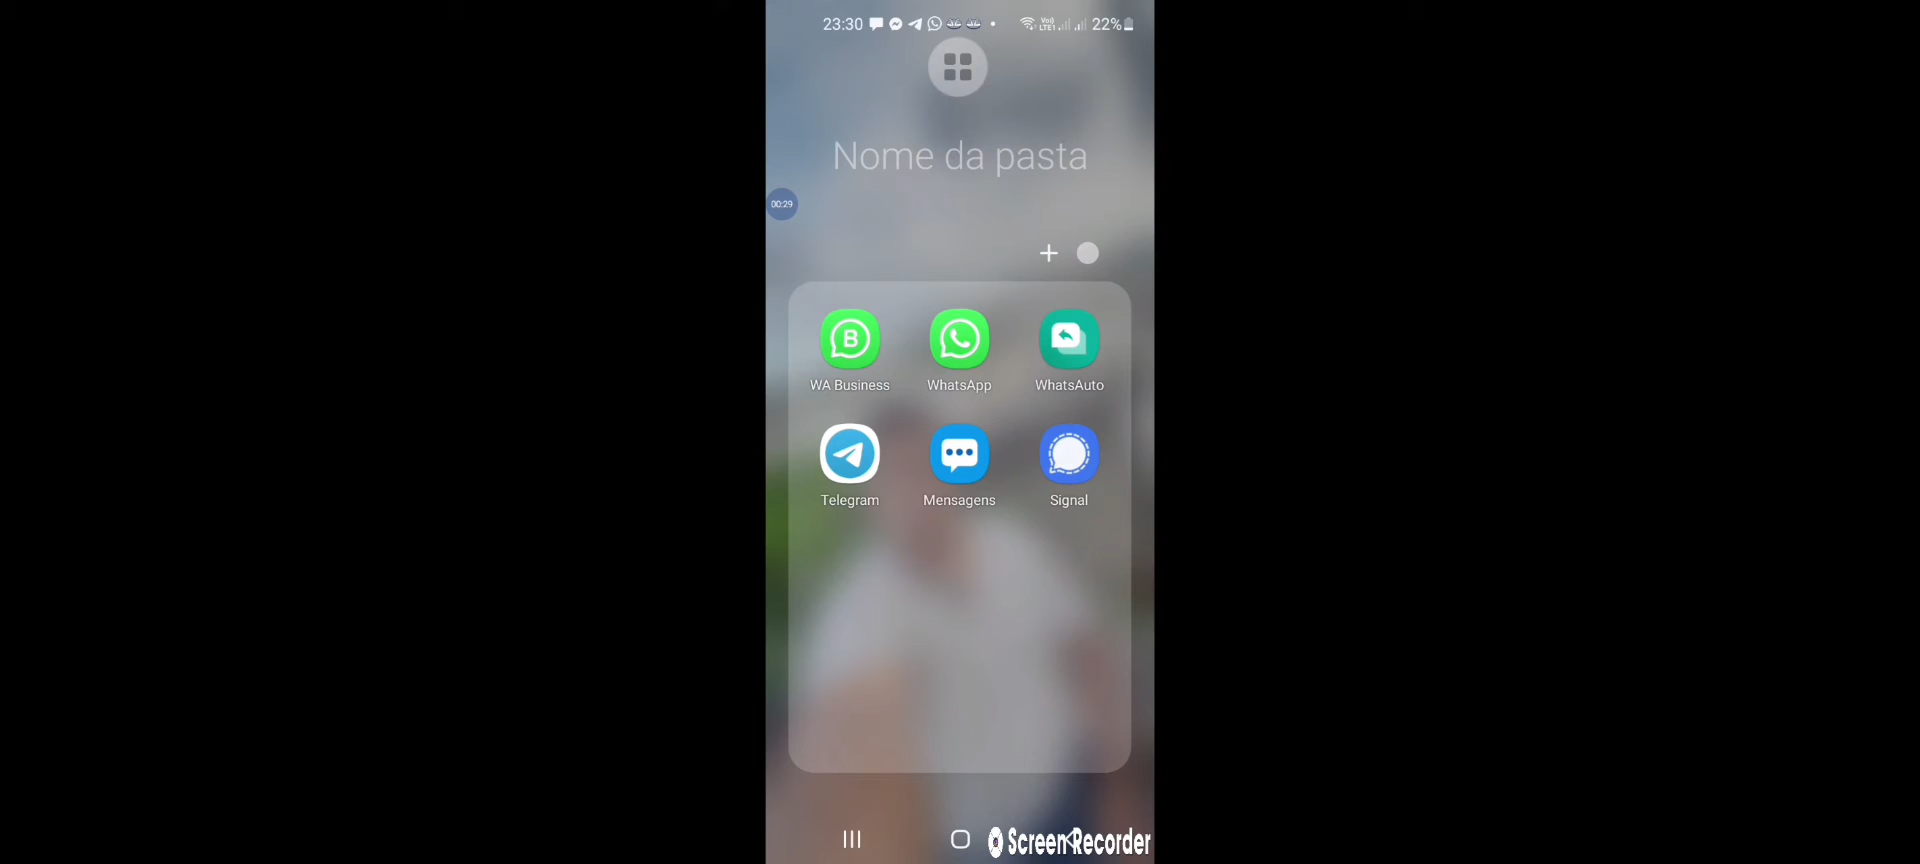 23:30 22%
Nome da pasta
00:29
WA Business WhatsApp WhatsAuto
Telegram Mensagens Signal
Screen Recorder